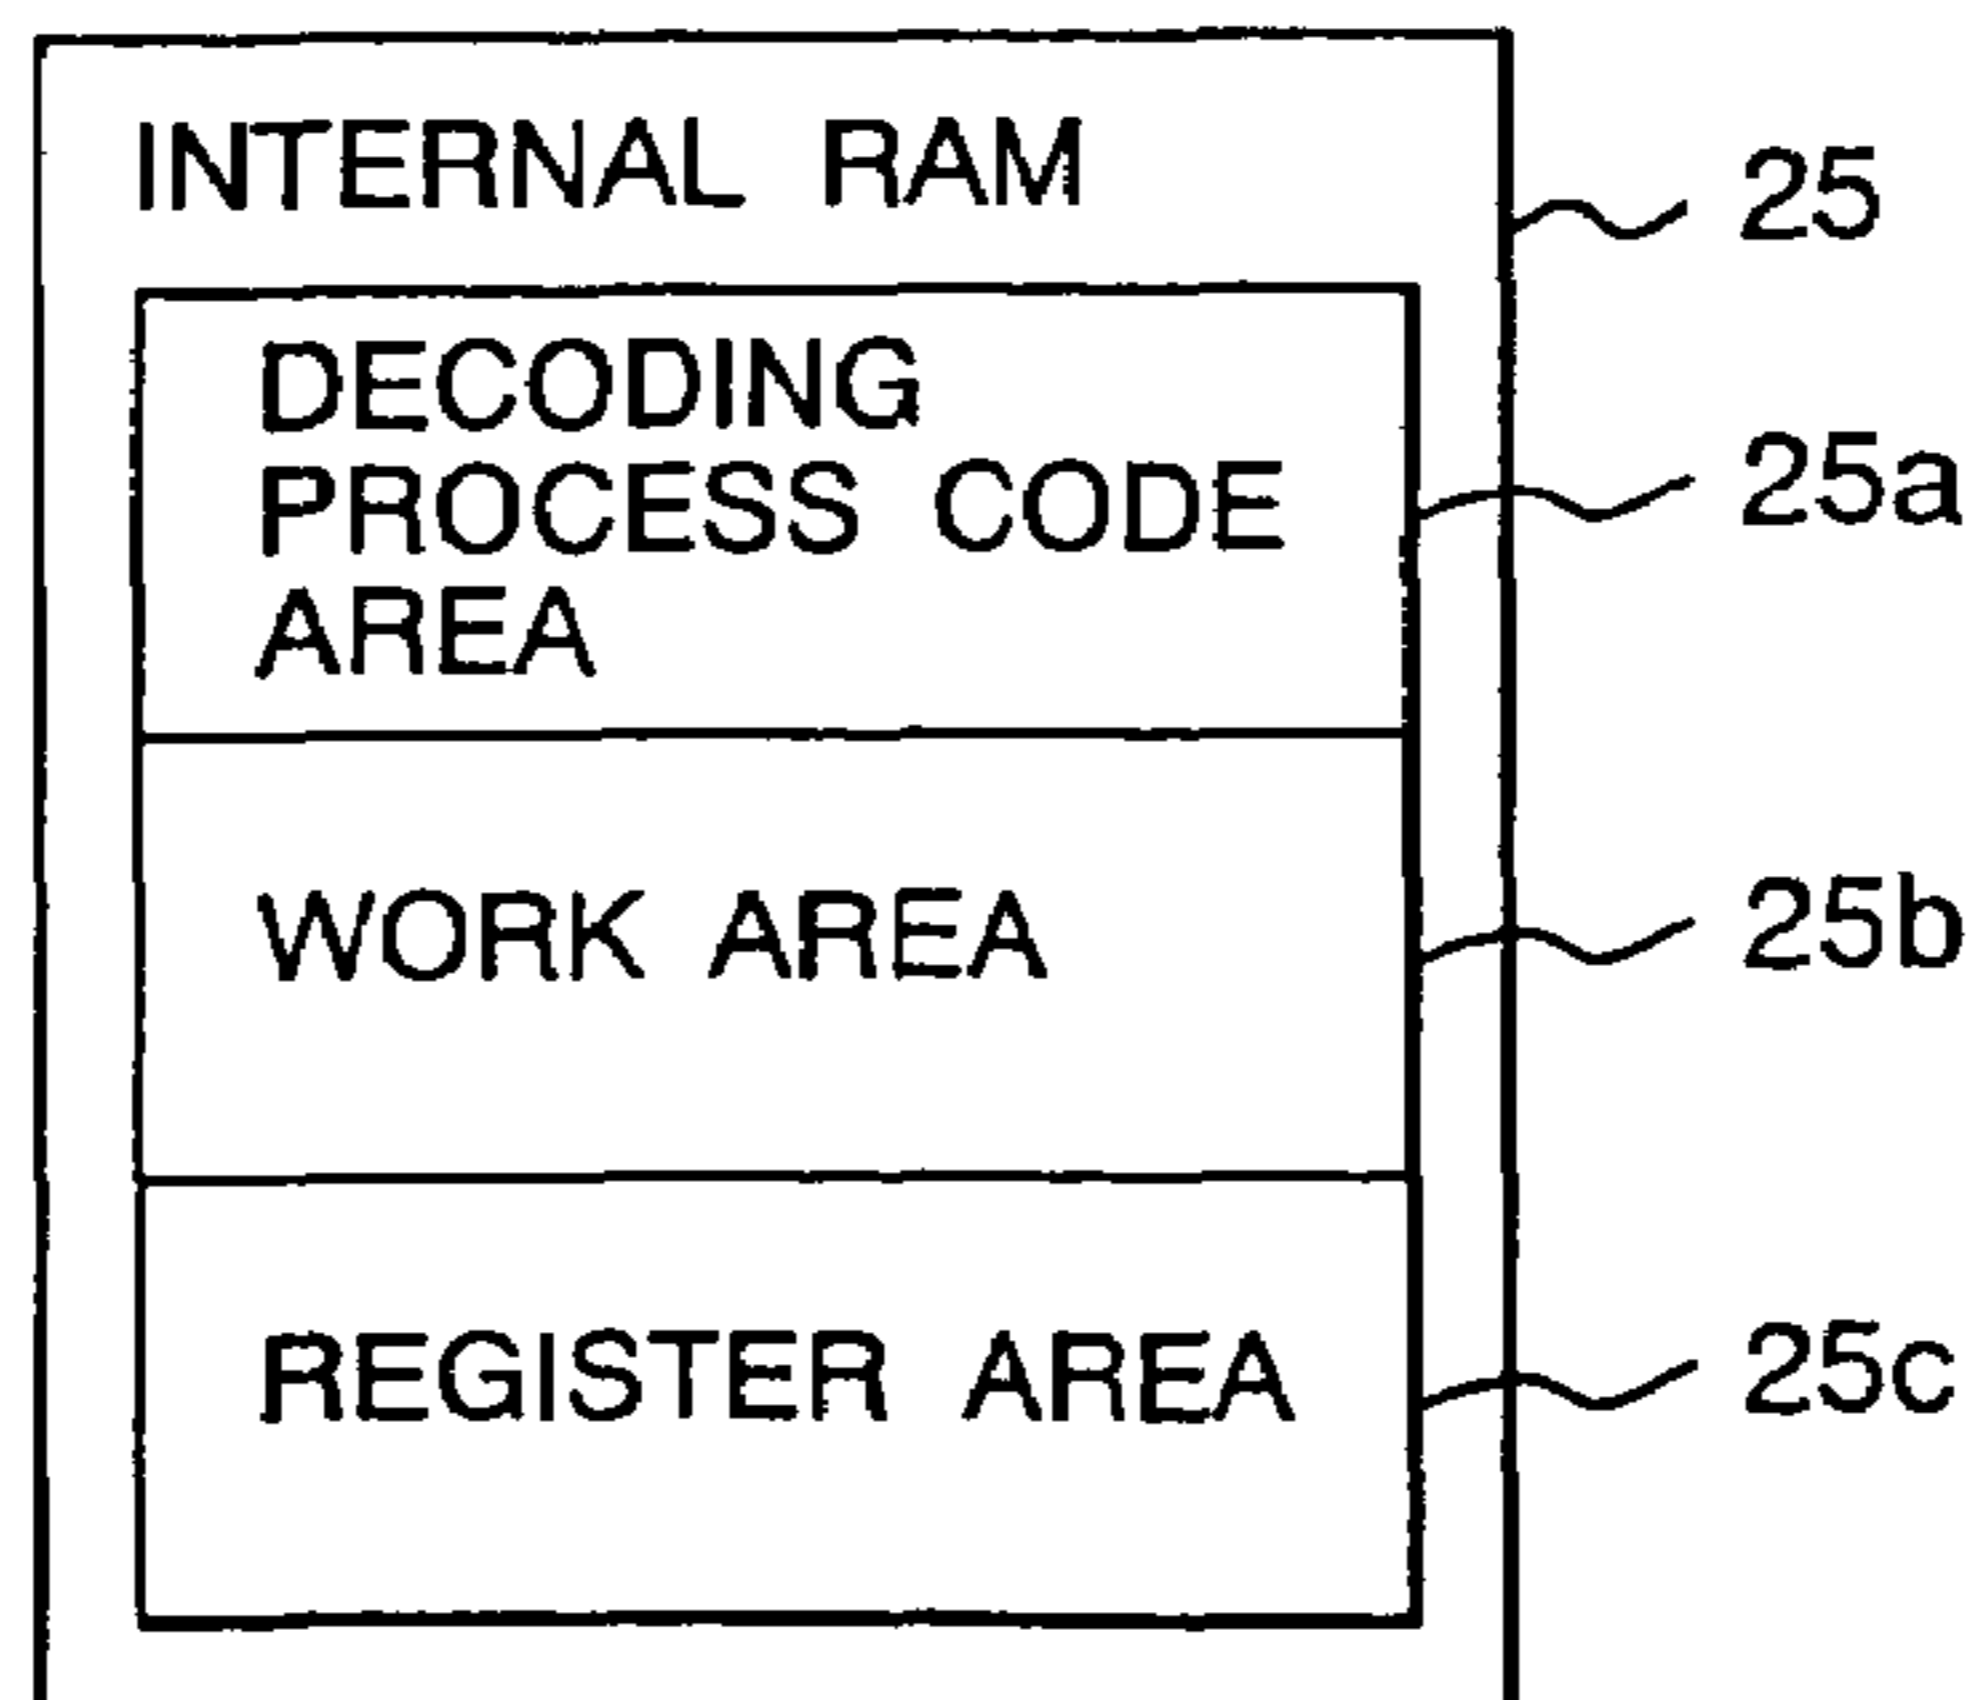 INTERNAL RAM
25
DECODING
PROCESS CODE
AREA
25a
WORK AREA
25b
REGISTER AREA
25c